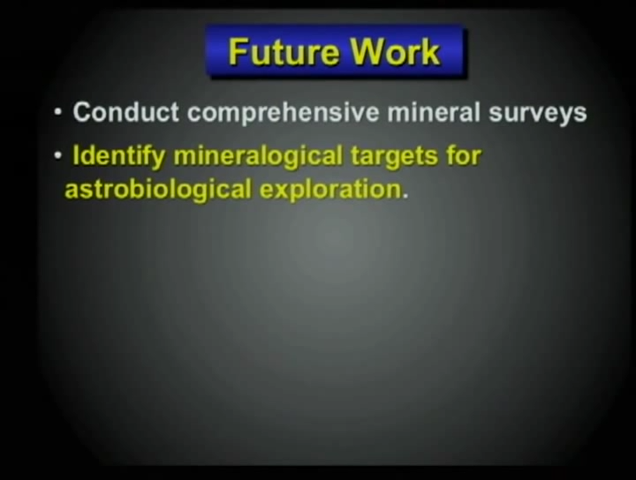 Future Work
• Conduct comprehensive mineral surveys
• Identify mineralogical targets for
astrobiological exploration.